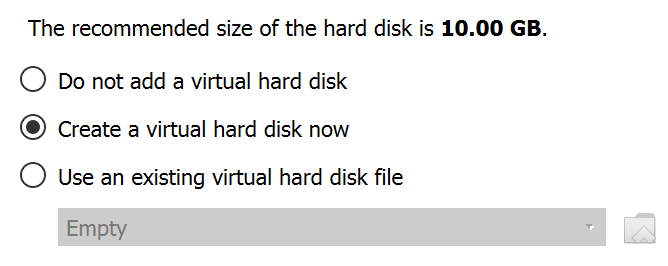 The recommended size of the hard disk is 10.00 GB.
Do not add a virtual hard disk
Create a virtual hard disk now
Use an existing virtual hard disk file
Empty